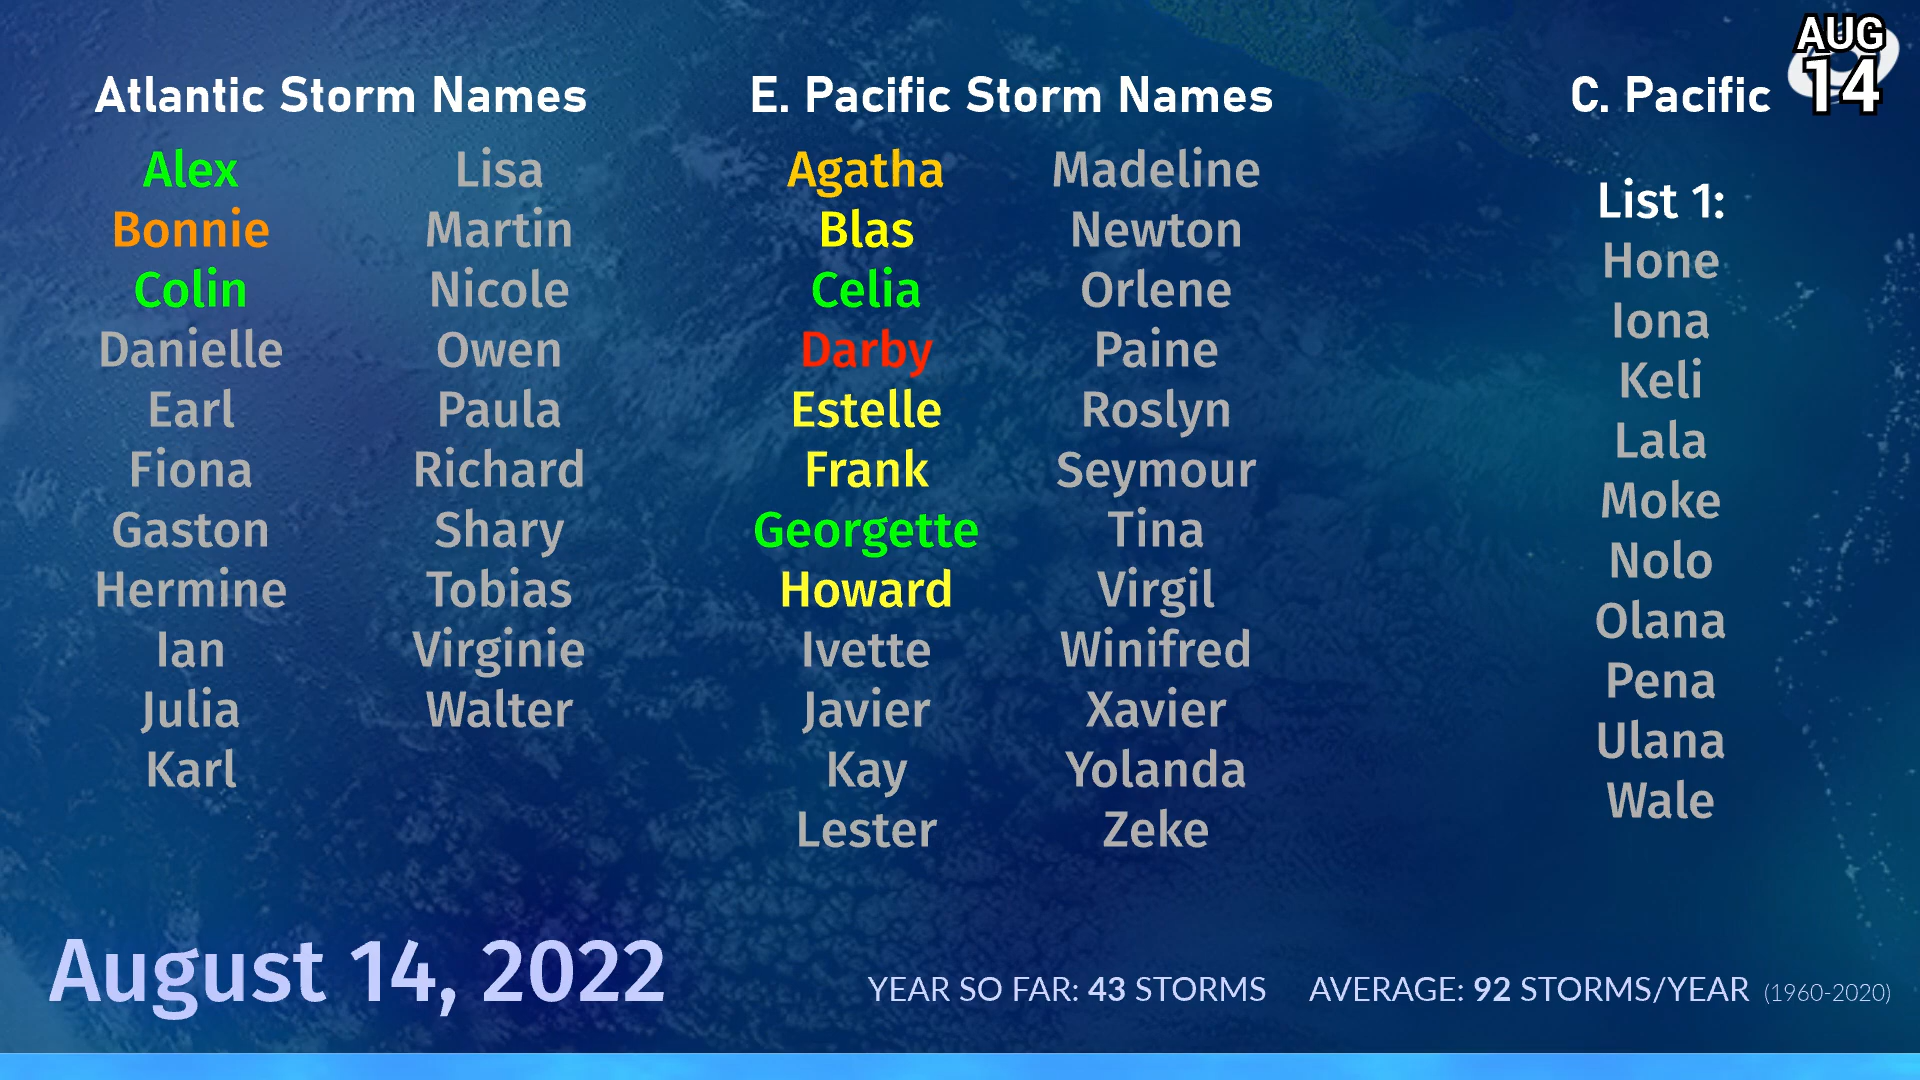 AUG
14
Atlantic Storm Names
Alex
Bonnie
Colin
Danielle
Earl
Fiona
Gaston
Hermine
Ian
Julia
Karl
Lisa
Martin
Nicole
Owen
Paula
Richard
Shary
Tobias
Virginie
Walter
E. Pacific Storm Names
Agatha
Blas
Celia
Darby
Estelle
Frank
Georgette
Howard
Ivette
Javier
Kay
Lester
Madeline
Newton
Orlene
Paine
Roslyn
Seymour
Tina
Virgil
Winifred
Xavier
Yolanda
Zeke
C. Pacific
List 1:
Hone
Iona
Keli
Lala
Moke
Nolo
Olana
Pena
Ulana
Wale
August 14, 2022
YEAR SO FAR: 43 STORMS AVERAGE: 92 STORMS/YEAR (1960-2020)